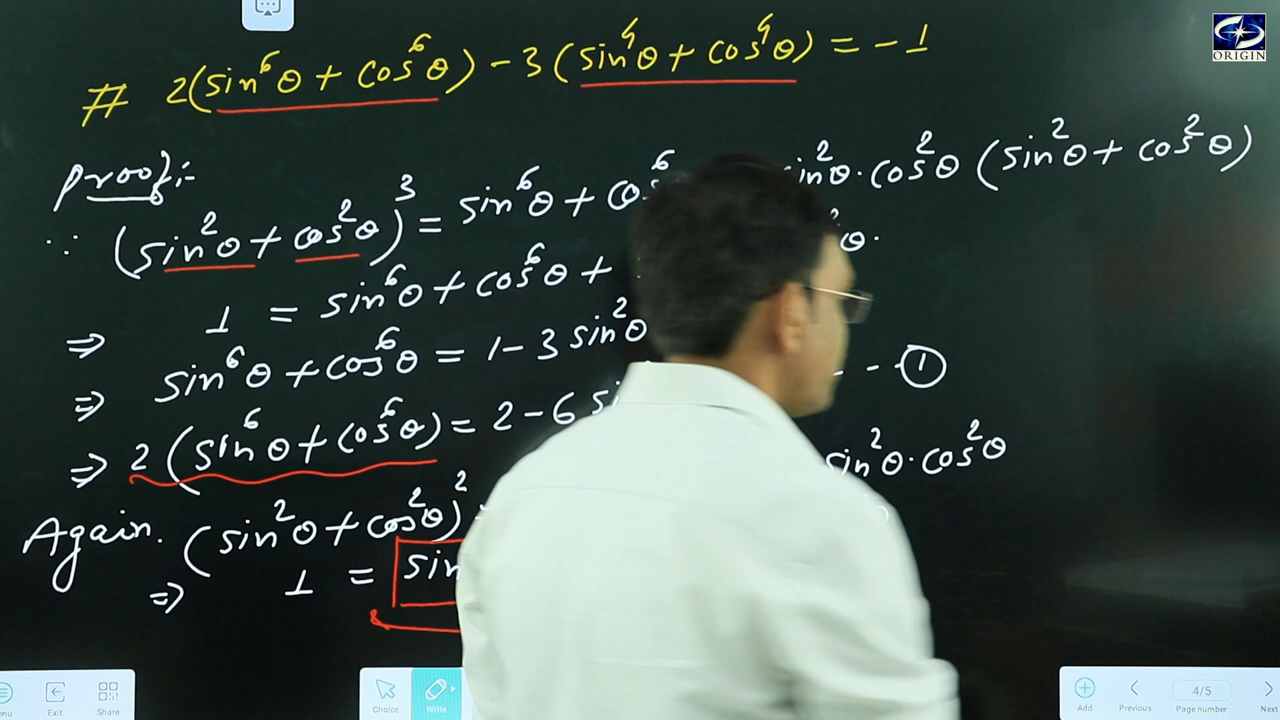 # 2(sin⁶θ + cos⁶θ) - 3(sin⁴θ + cos⁴θ) = -1
Proof:-
∵ (sin²θ + cos²θ)³ = sin⁶θ + cos⁶ sin²θ·cos²θ (sin²θ + cos²θ)
⇒ 1 = sin⁶θ + cos⁶θ + θ.
⇒ sin⁶θ + cos⁶θ = 1 - 3 sin²θ - - ①
⇒ 2(sin⁶θ + cos⁶θ) = 2 - 6
Again. (sin²θ + cos²θ)² sin²θ·cos²θ
⇒ 1 = sin
ORIGIN
Exit
Share
Choice
Write
Add
Previous
4/5
Page number
Next